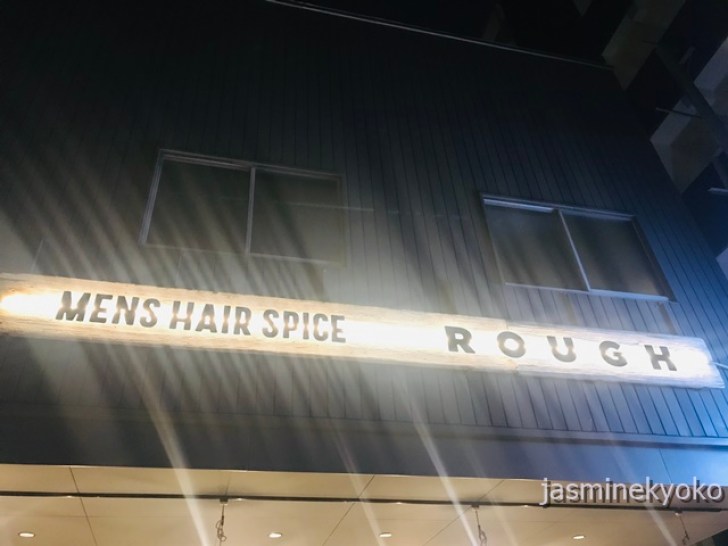 MENS HAIR SPICE ROUGH
jasminekyoko